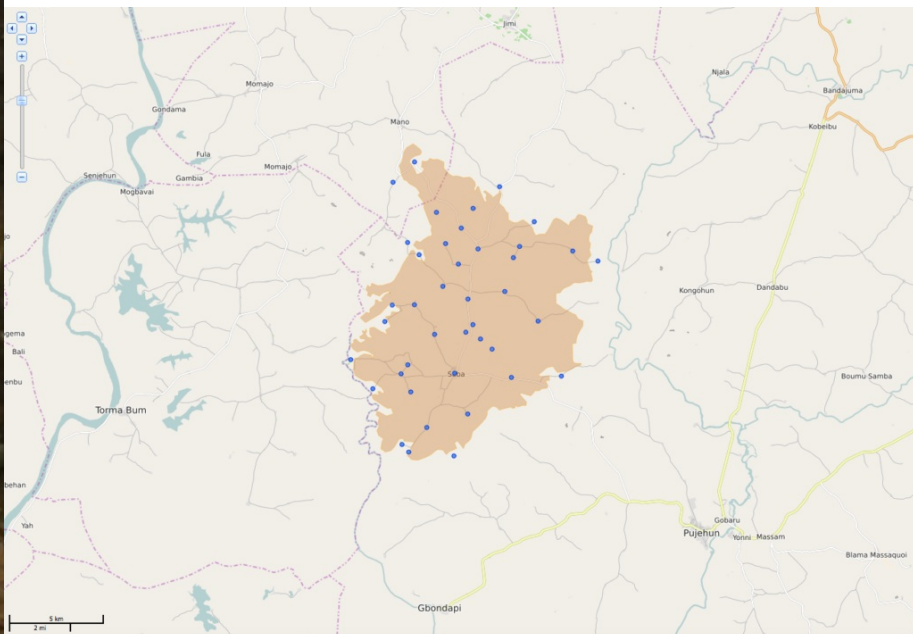 Jimi
Njala
Momajo
Bandajuma
Gondama
Mano
Kobeibu
Fula
Momajo
Senjehun
Gambia
Mogbavai
Kongohun
Dandabu
Bali
Boumu Samba
Torma Bum
Yah
Gobaru
Pujehun
Yorini
Massam
Blama Massaquoi
Gbondapi
5 km
2 mi